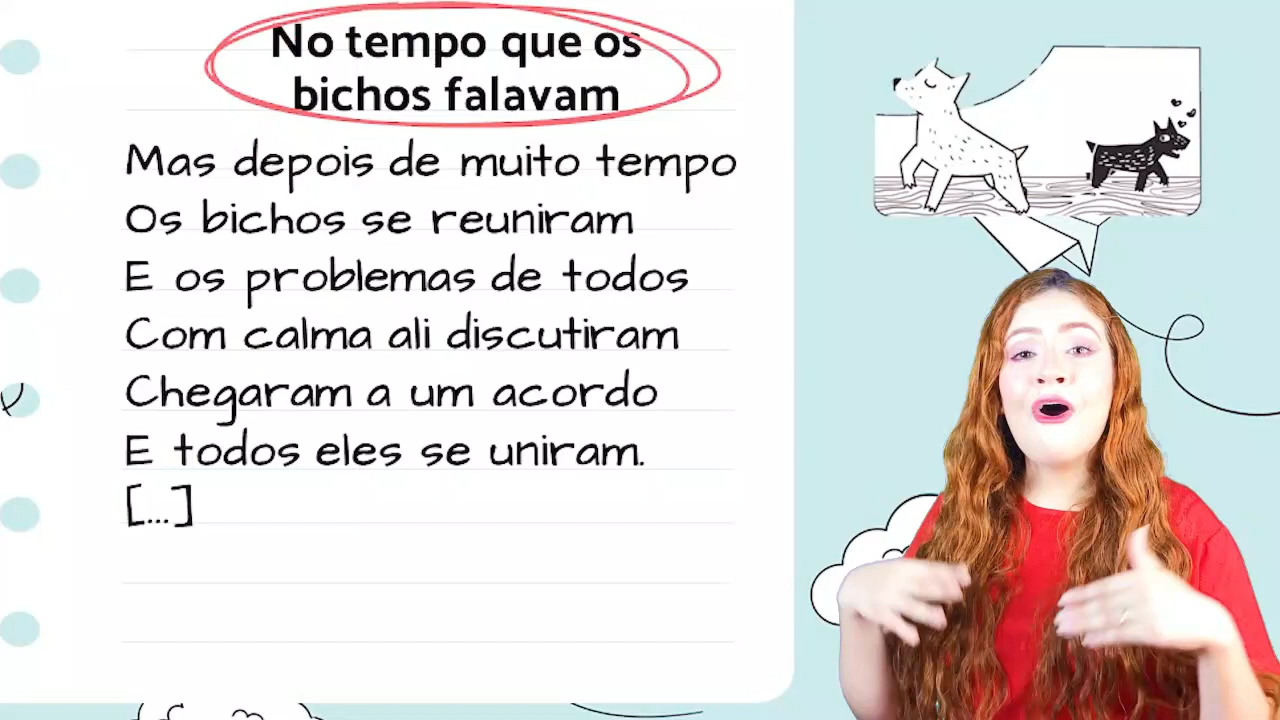 No tempo que os
bichos falavam
Mas depois de muito tempo
Os bichos se reuniram
E os problemas de todos
Com calma ali discutiram
Chegaram a um acordo
E todos eles se uniram.
[...]